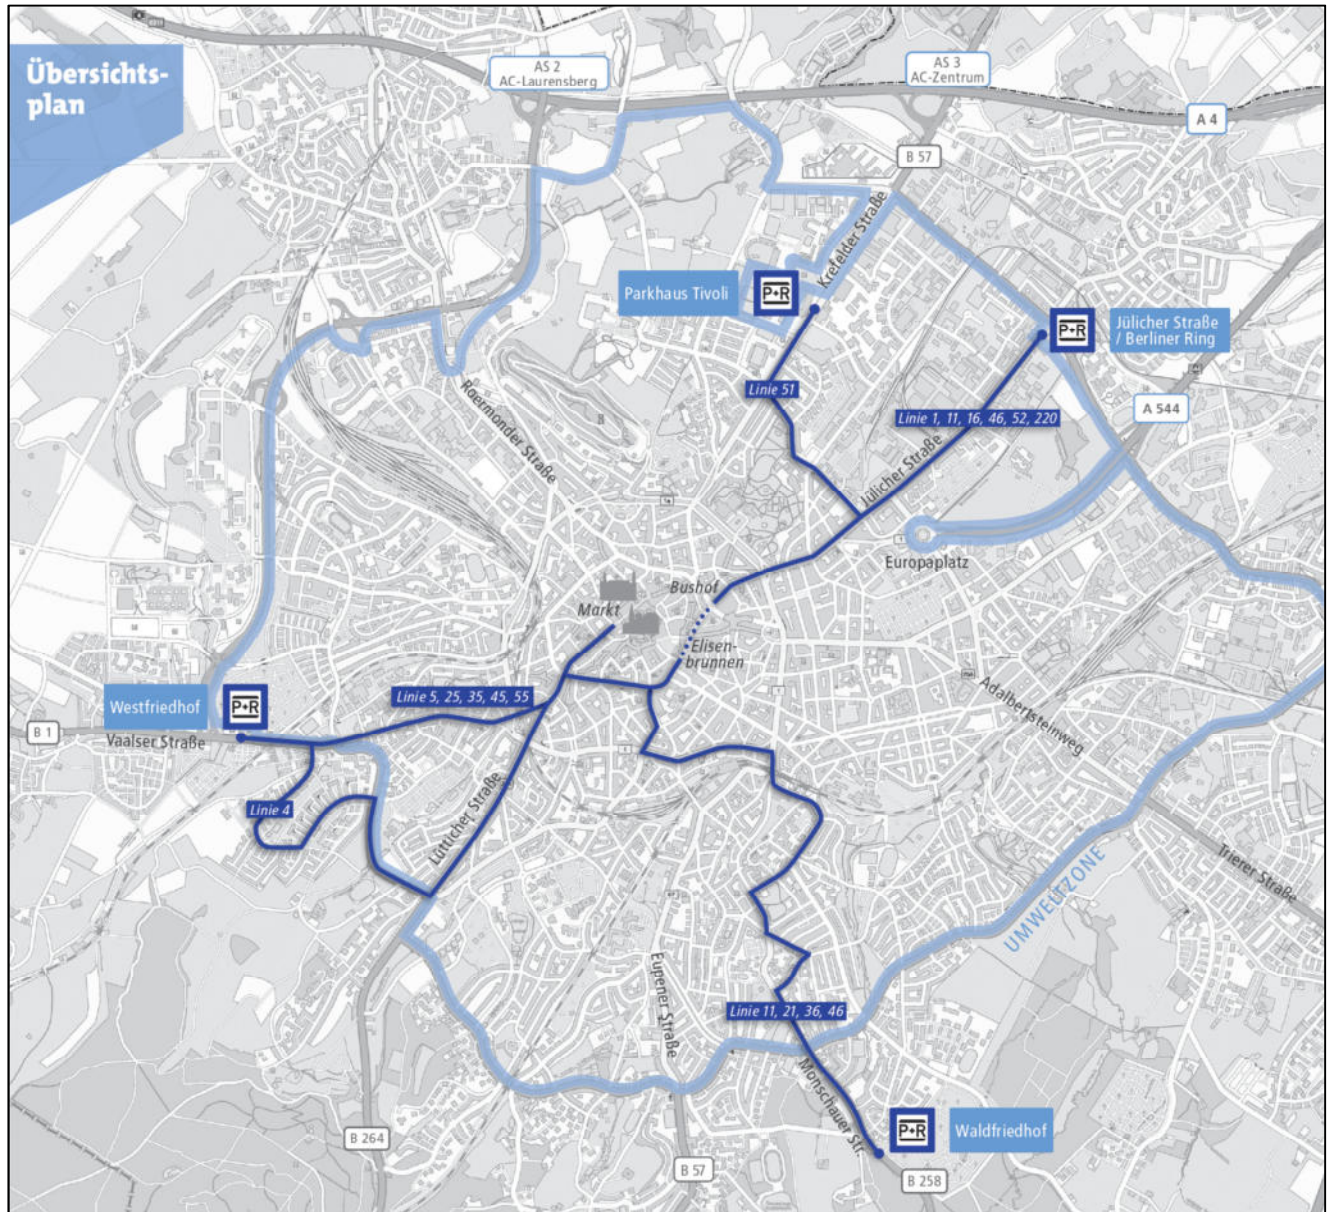 Übersichts-
plan
AS 2
AC-Laurensberg
AS 3
AC-Zentrum
A 4
B 57
Krefelder Straße
Parkhaus Tivoli
P+R
P+R
Jülicher Straße
/ Berliner Ring
Linie 51
Roermonder Straße
Linie 1, 11, 16, 46, 52, 220
A 544
Jülicher Straße
Europaplatz
Bushof
Markt
Elisen-
brunnen
Adalbertsteinweg
Westfriedhof
P+R
Linie 5, 25, 35, 45, 55
B 1
Vaalser Straße
Linie 4
Lütticher Straße
Trierer Straße
UMWELTZONE
Eupener Straße
Linie 11, 21, 36, 46
Monschauer Str.
P+R
Waldfriedhof
B 264
B 57
B 258